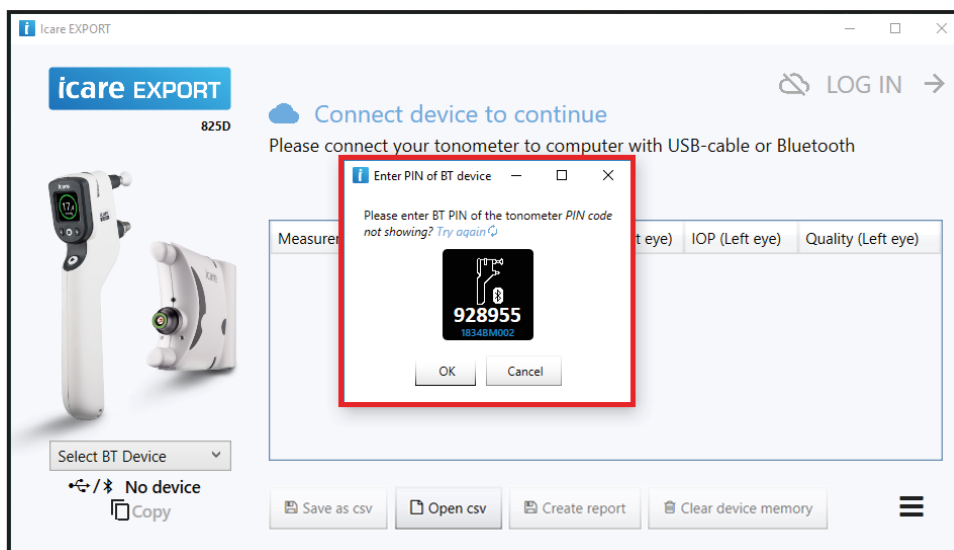 Icare EXPORT
icare EXPORT
825D
LOG IN
Connect device to continue
Please connect your tonometer to computer with USB-cable or Bluetooth
Enter PIN of BT device
Please enter BT PIN of the tonometer PIN code
not showing? Try again
928955
1834BM002
OK
Cancel
t eye)
IOP (Left eye)
Quality (Left eye)
Select BT Device
/
No device
Copy
Save as csv
Open csv
Create report
Clear device memory